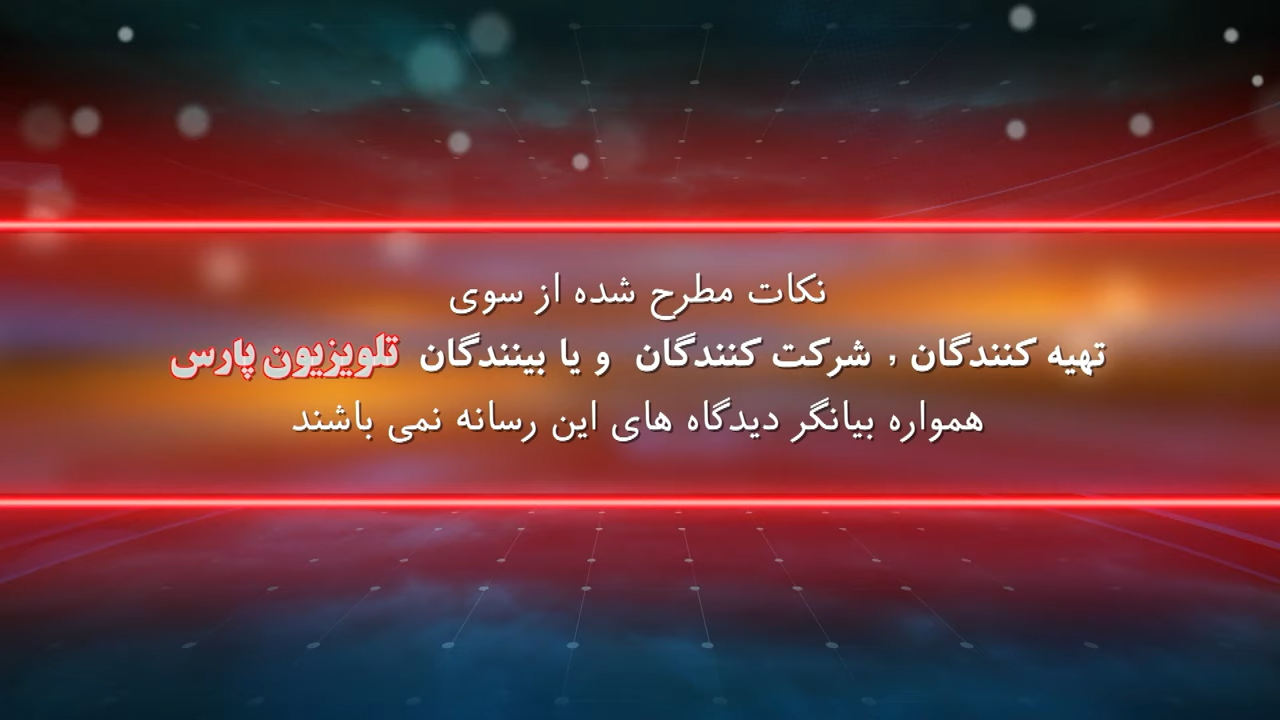 نکات مطرح شده از سوی
تهیه کنندگان , شرکت کنندگان و یا بینندگان تلویزیون پارس
همواره بیانگر دیدگاه های این رسانه نمی باشند